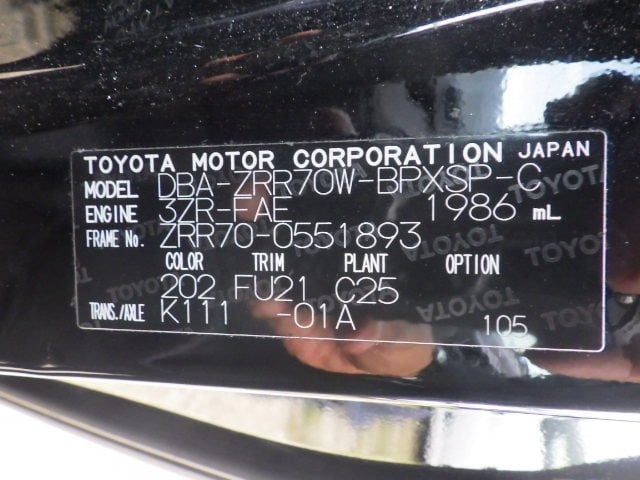 TOYOTA MOTOR CORPORATION JAPAN
MODEL DBA-ZRR70W-BPXSP-C
ENGINE 3ZR-FAE 1986 mL
FRAME No. ZRR70-0551893
COLOR TRIM PLANT OPTION
202 FU21 C25
TRANS./AXLE K111 -01A 105